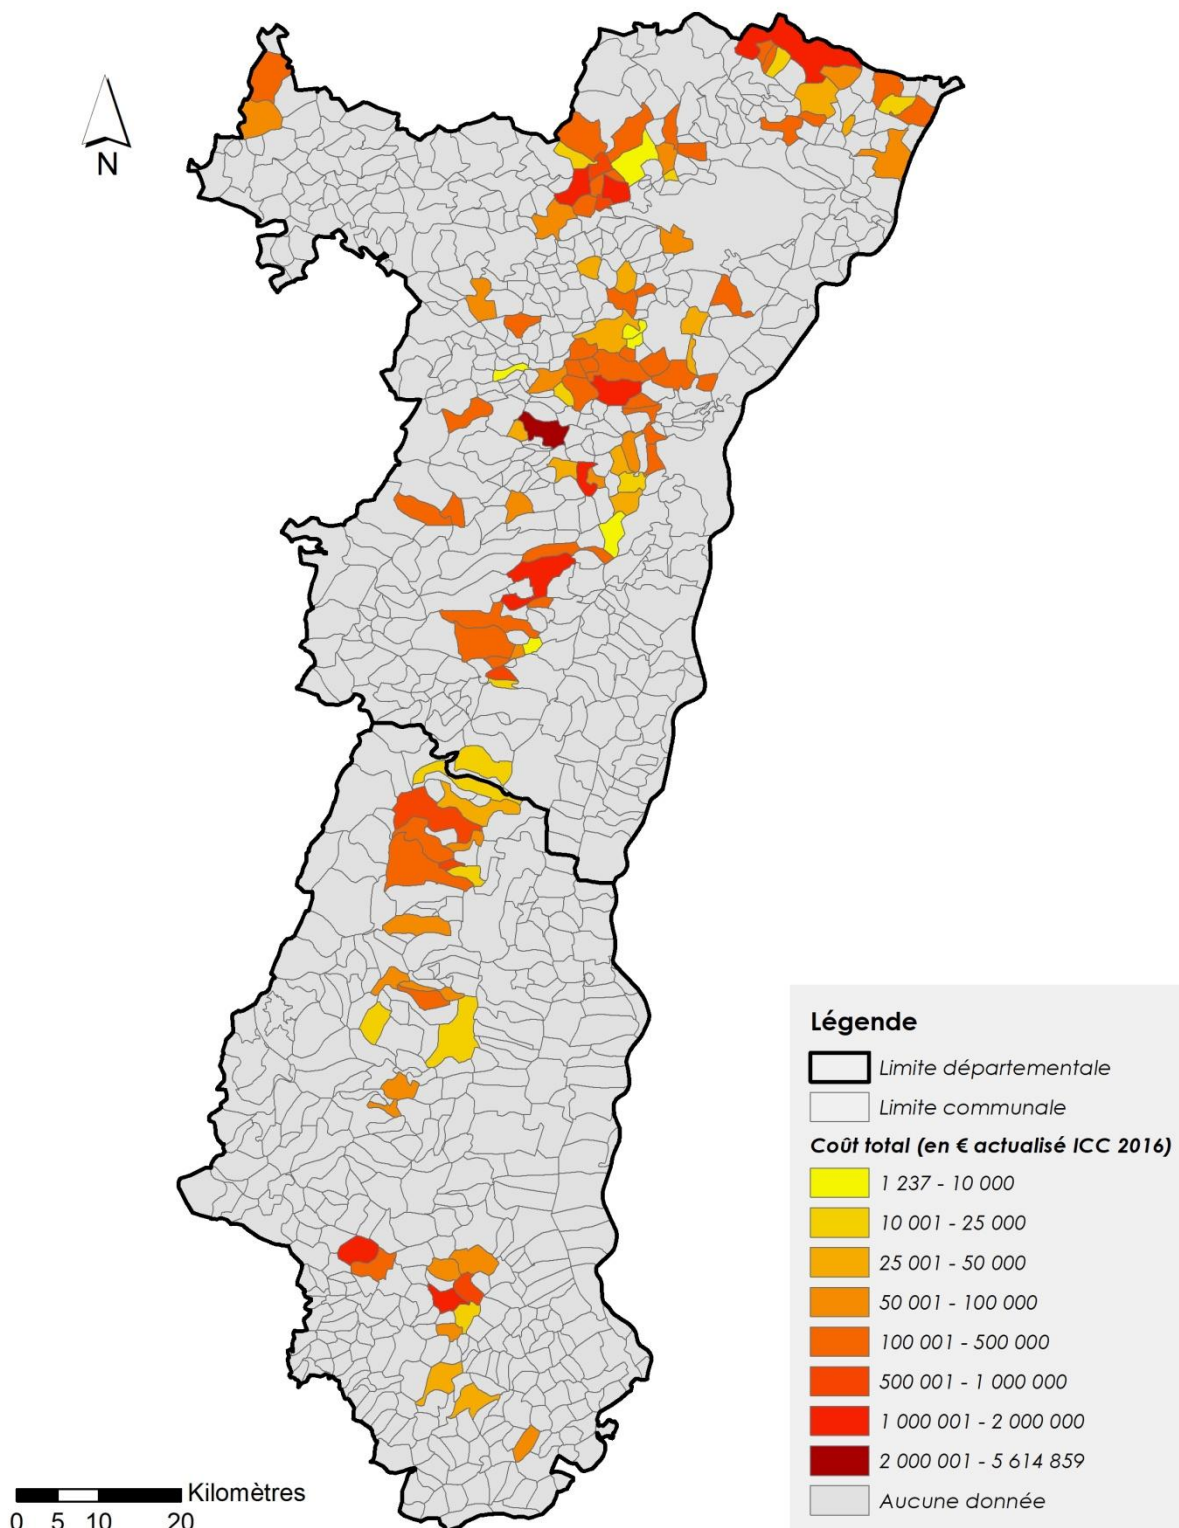 N
Légende
Limite départementale
Limite communale
Coût total (en € actualisé ICC 2016)
1 237 - 10 000
10 001 - 25 000
25 001 - 50 000
50 001 - 100 000
100 001 - 500 000
500 001 - 1 000 000
1 000 001 - 2 000 000
2 000 001 - 5 614 859
Aucune donnée
Kilomètres
0 5 10 20